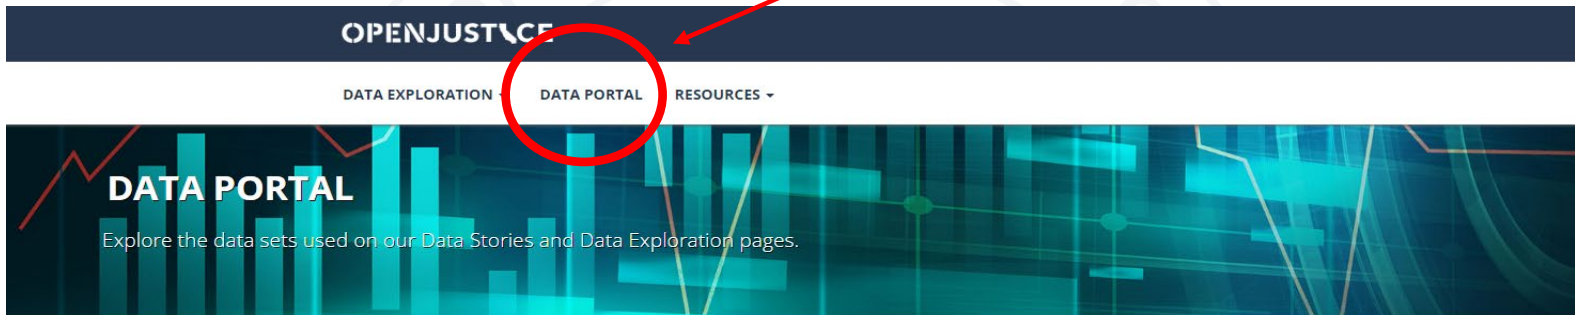 OPENJUSTICE
DATA EXPLORATION DATA PORTAL RESOURCES
DATA PORTAL
Explore the data sets used on our Data Stories and Data Exploration pages.